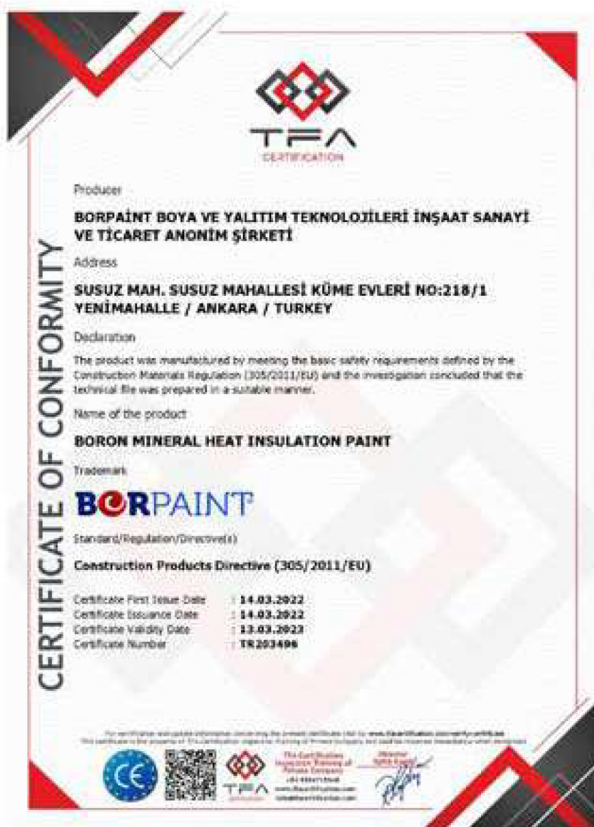 TFA
CERTIFICATION
Producer
BORPAİNT BOYA VE YALITIM TEKNOLOJİLERİ İNŞAAT SANAYİ
VE TİCARET ANONİM ŞİRKETİ
Address
SUSUZ MAH. SUSUZ MAHALLESİ KÜME EVLERİ NO:218/1
YENİMAHALLE / ANKARA / TURKEY
Declaration
The product was manufactured by meeting the basic safety requirements defined by the
Construction Materials Regulation (305/2011/EU) and the investigation concluded that the
technical file was prepared in a suitable manner.
Name of the product
BORON MINERAL HEAT INSULATION PAINT
Trademark
BORPAINT
Standard/Regulation/Directive(s)
Construction Products Directive (305/2011/EU)
Certificate First Issue Date : 14.03.2022
Certificate Issuance Date : 14.03.2022
Certificate Validity Date : 13.03.2023
Certificate Number : TR203496
CERTIFICATE OF CONFORMITY
CE
TFA